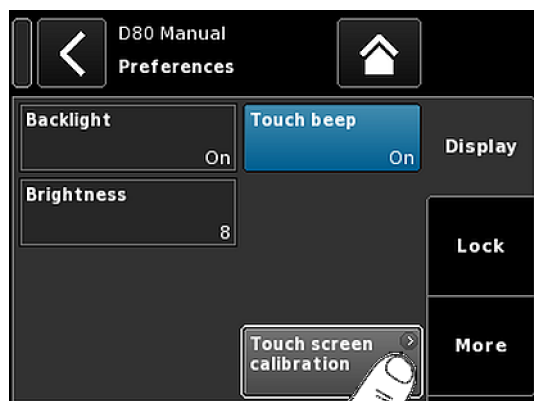 D80 Manual
Preferences
Backlight
On
Touch beep
On
Display
Brightness
8
Lock
Touch screen
calibration
More